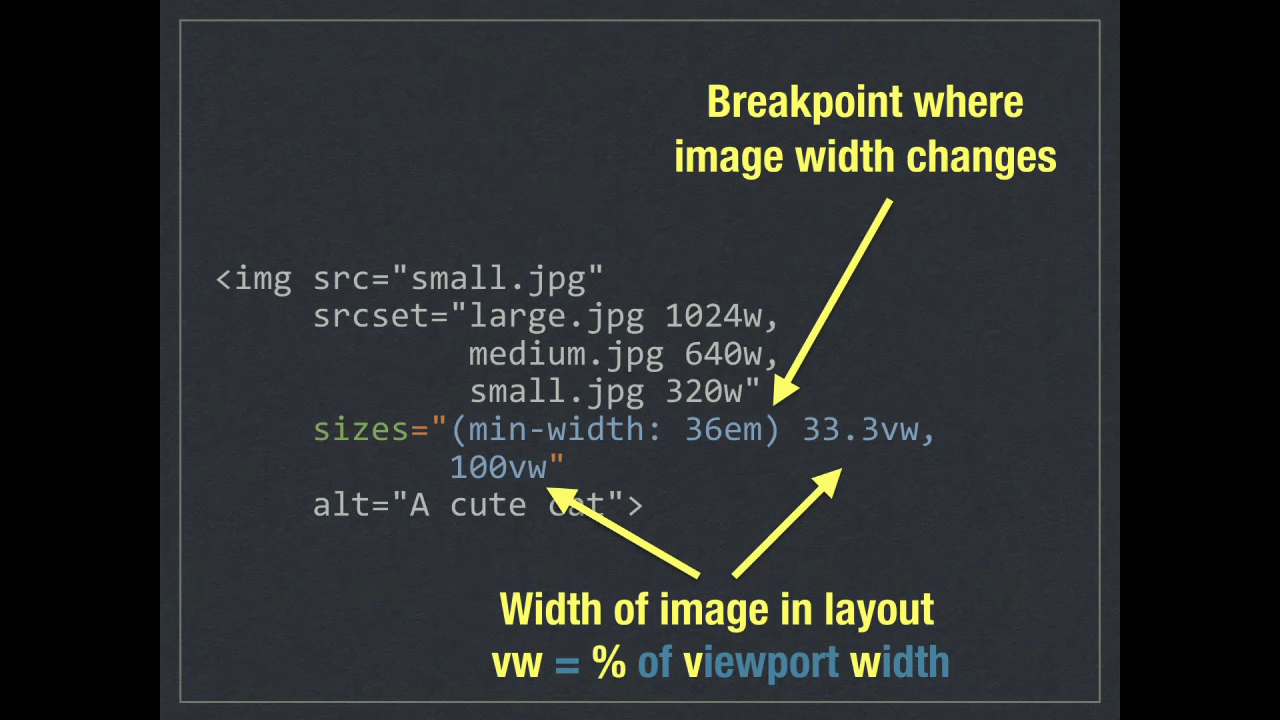 Breakpoint where
image width changes
<img src="small.jpg"
srcset="large.jpg 1024w,
medium.jpg 640w,
small.jpg 320w"
sizes="(min-width: 36em) 33.3vw,
100vw"
alt="A cute cat">
Width of image in layout
vw = % of viewport width